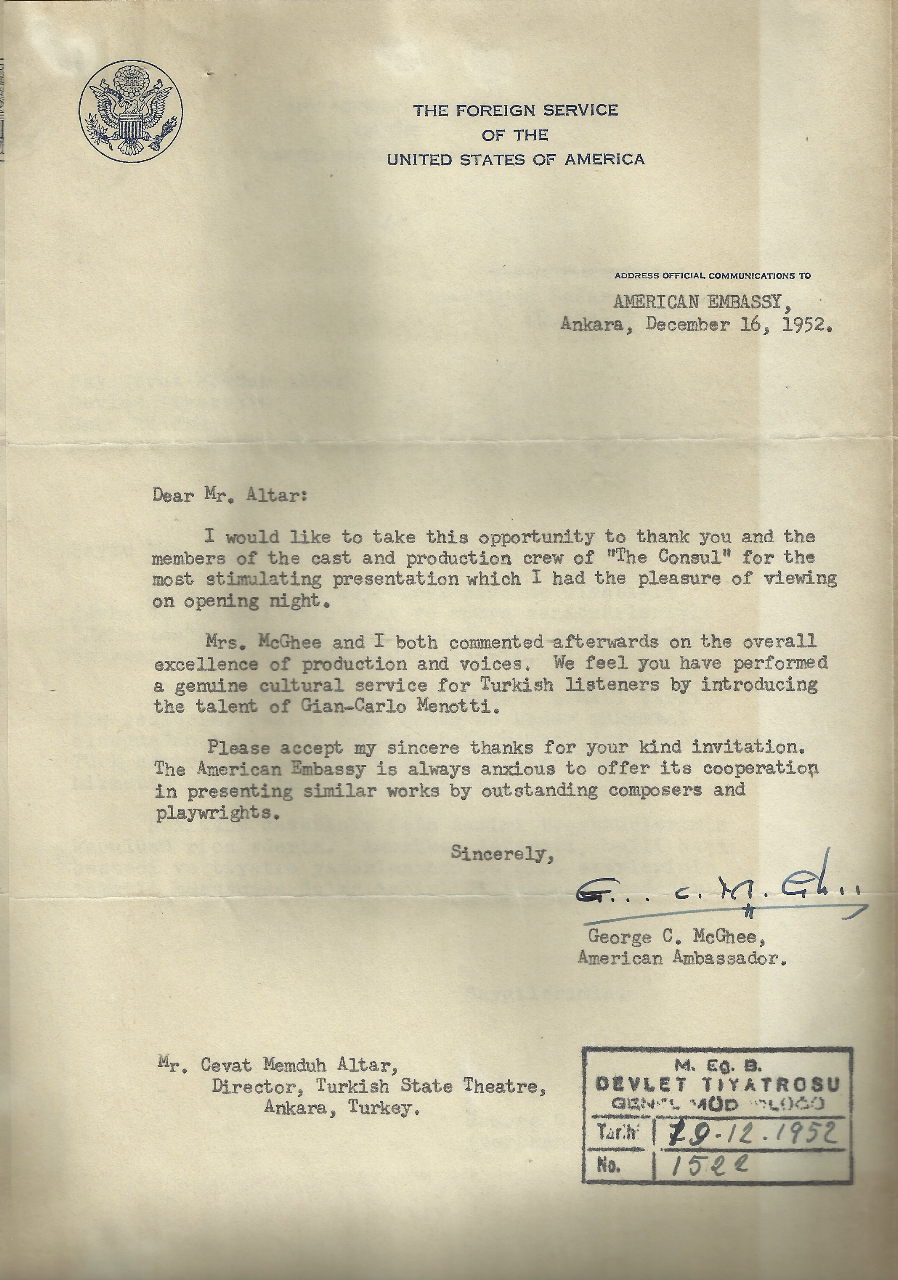 THE FOREIGN SERVICE
OF THE
UNITED STATES OF AMERICA
ADDRESS OFFICIAL COMMUNICATIONS TO
AMERICAN EMBASSY,
Ankara, December 16, 1952.
Dear Mr. Altar:
I would like to take this opportunity to thank you and the
members of the cast and production crew of "The Consul" for the
most stimulating presentation which I had the pleasure of viewing
on opening night.
Mrs. McGhee and I both commented afterwards on the overall
excellence of production and voices. We feel you have performed
a genuine cultural service for Turkish listeners by introducing
the talent of Gian-Carlo Menotti.
Please accept my sincere thanks for your kind invitation.
The American Embassy is always anxious to offer its cooperation
in presenting similar works by outstanding composers and
playwrights.
Sincerely,
George C. McGhee,
American Ambassador.
Mr. Cevat Memduh Altar,
Director, Turkish State Theatre,
Ankara, Turkey.
M. Eğ. B.
DEVLET TİYATROSU
Tarih 19-12.1952
No. 1522